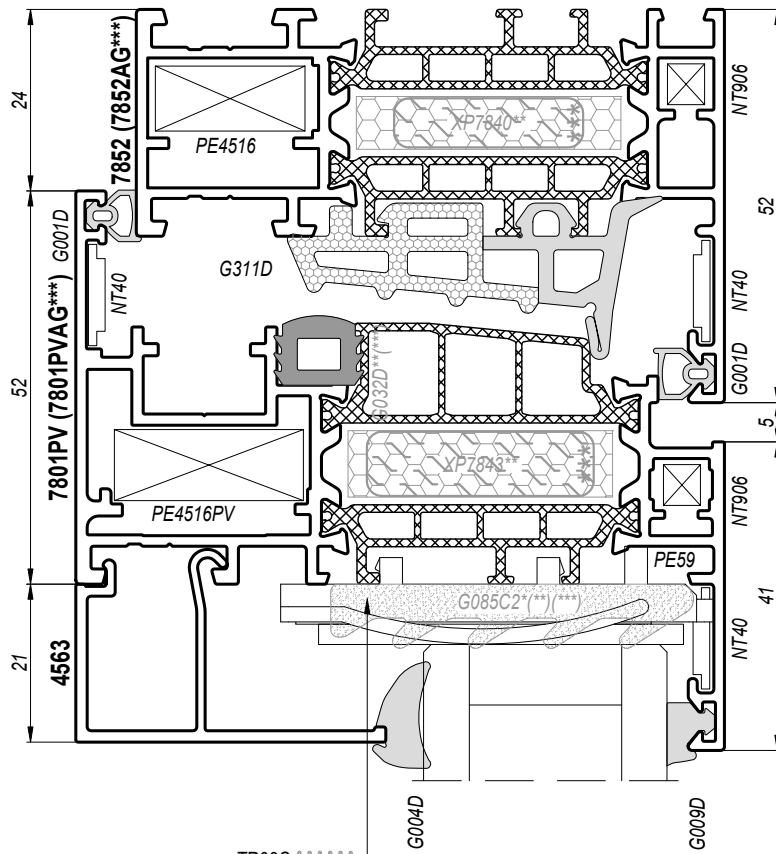 24
7852 (7852AG***)
PE4516
XP7840**
***
NT906
52
G001D
NT40
G311D
NT40
G001D
52
7801PV (7801PVAG***)
G032D**(***)
5
PE4516PV
XP7843**
***
NT906
PE59
41
G085C2*(**)(***)
NT40
21
4563
G004D
G009D